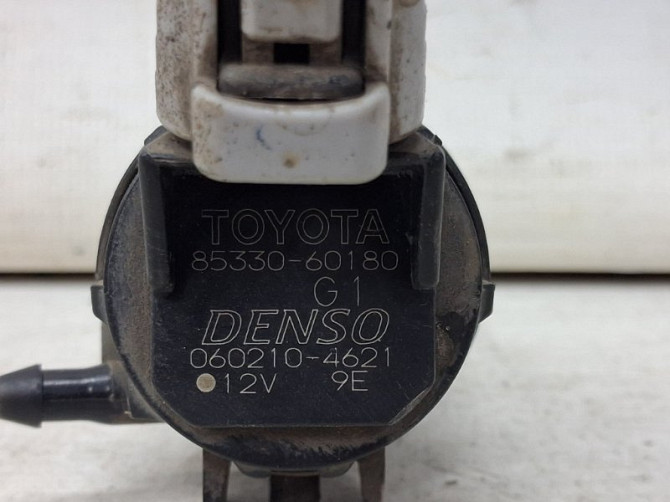 TOYOTA
85330-60180
G1
DENSO
060210-4621
12V 9E